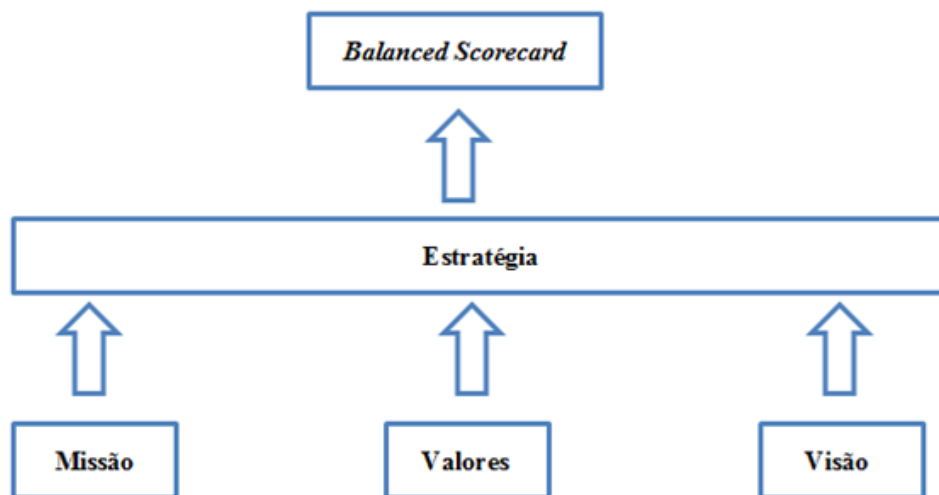 Balanced Scorecard
Estratégia
Missão
Valores
Visão